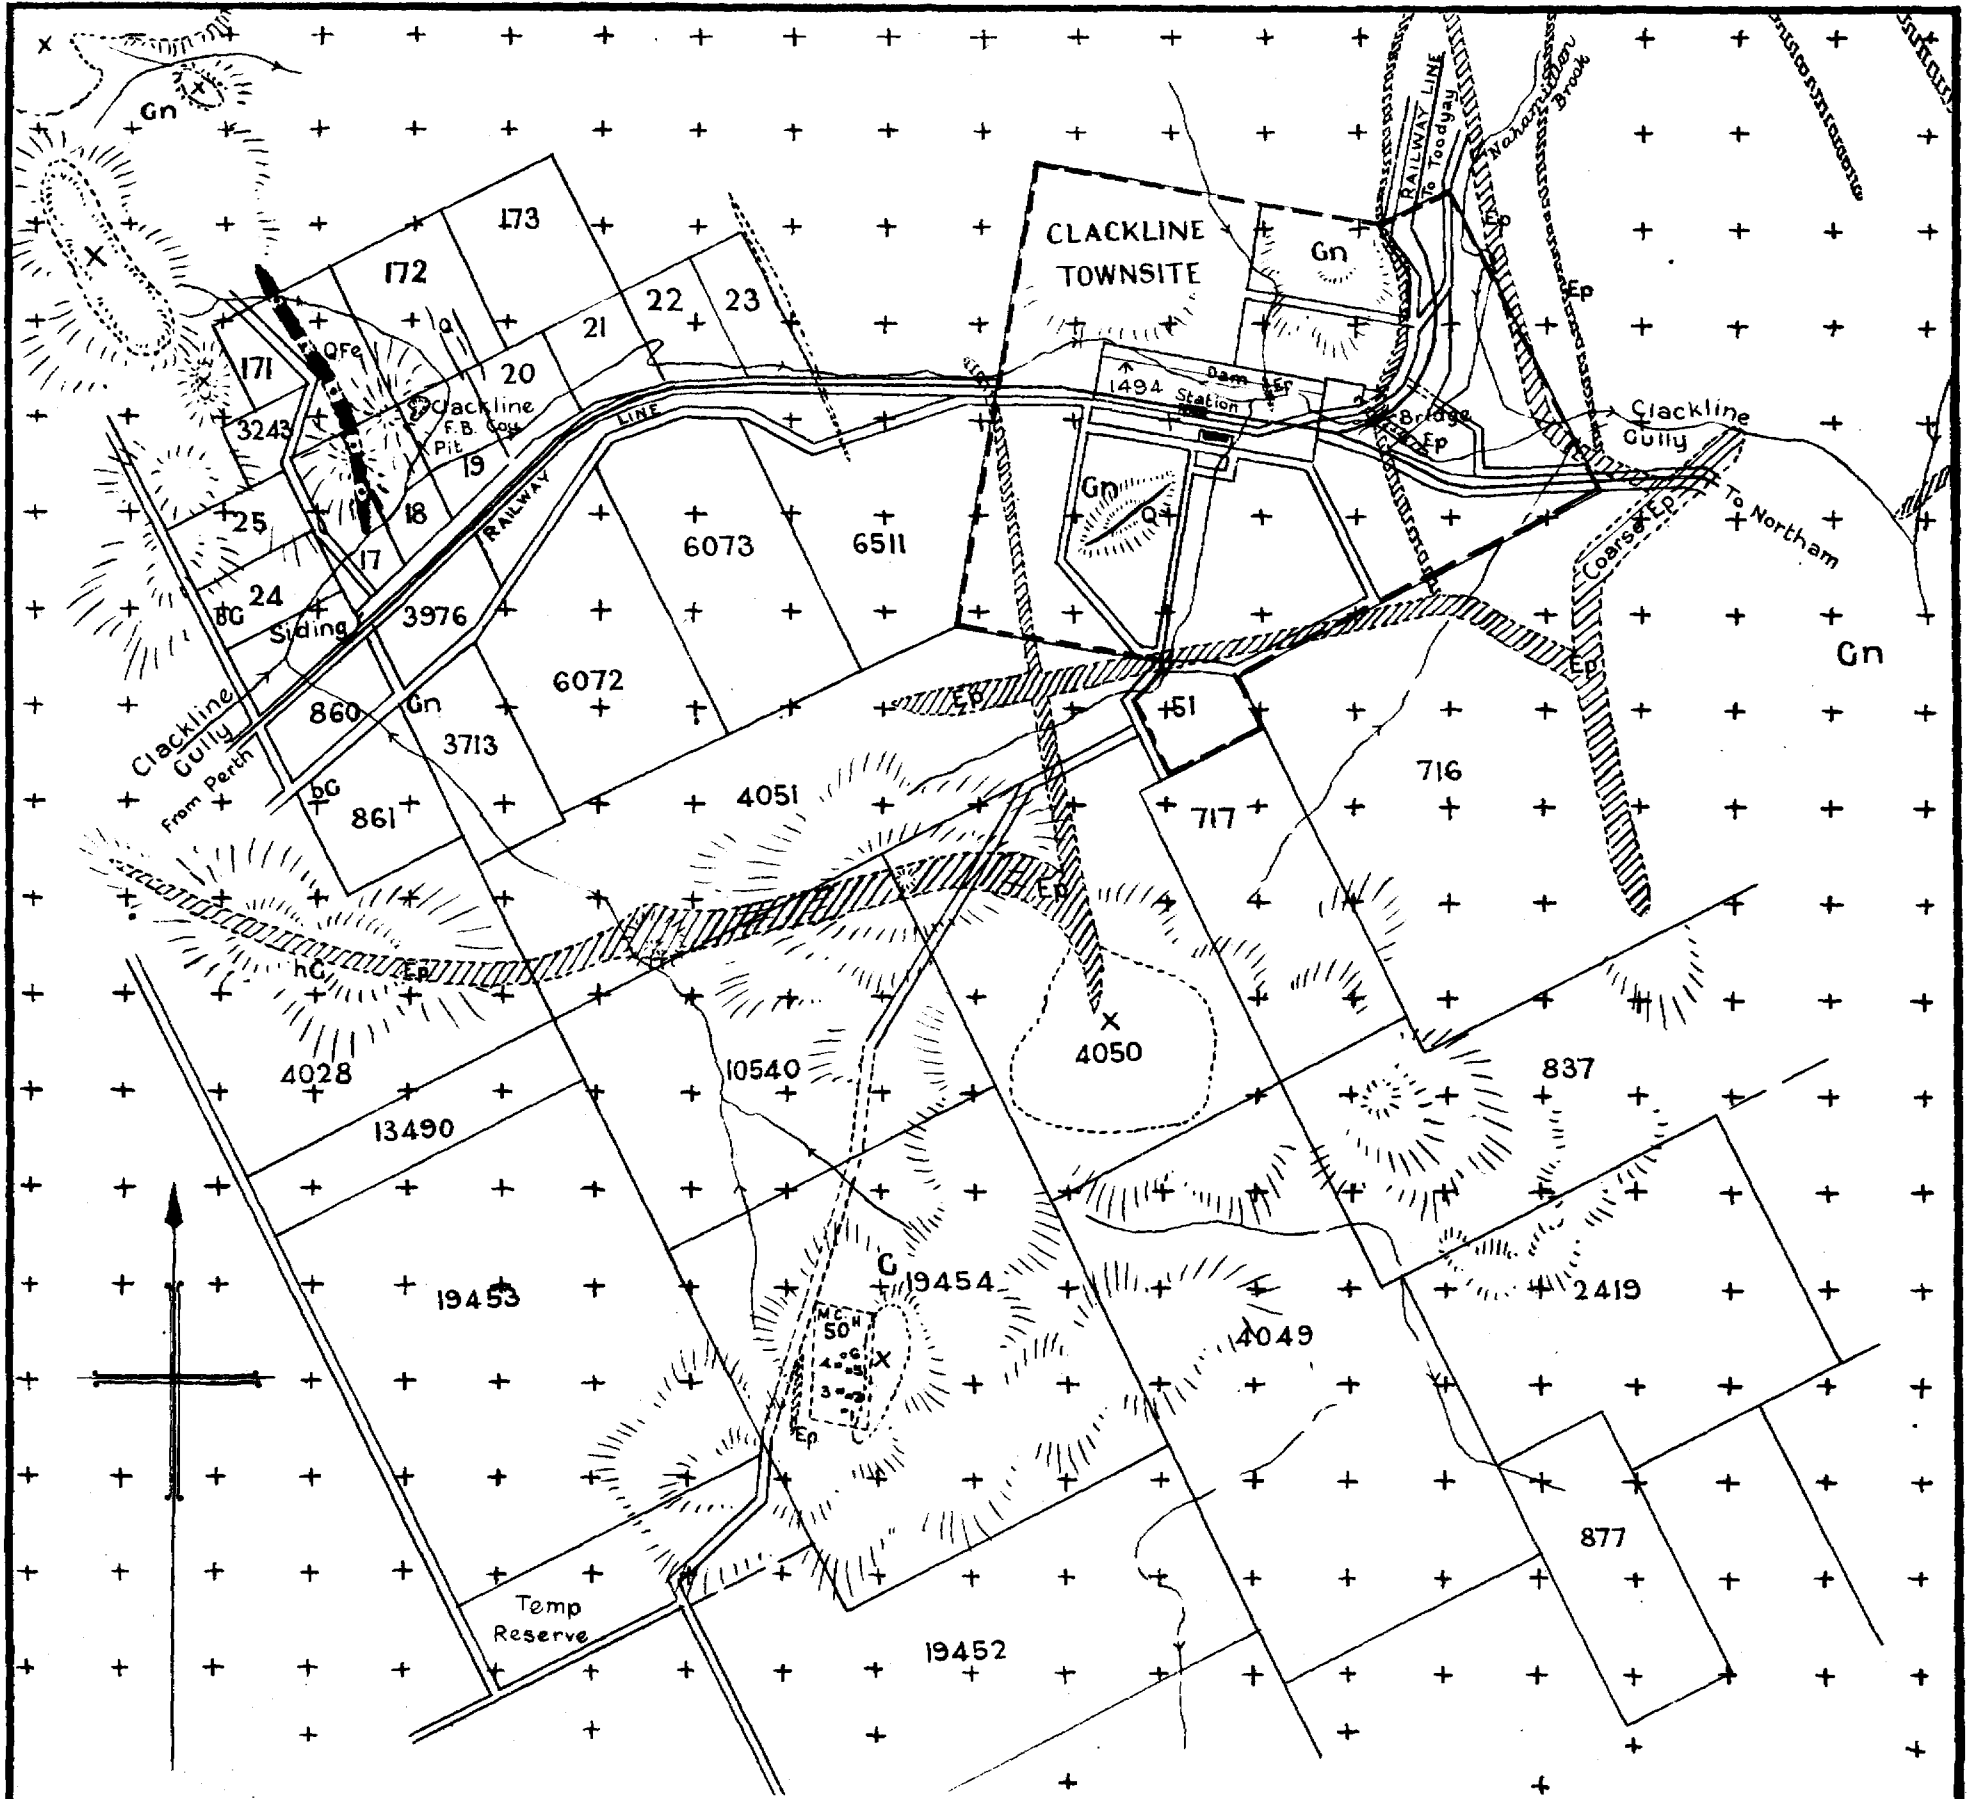 x
Gn
RAILWAY LINE
To Toodyay
Nahamilton
Brook
x
173
172
CLACKLINE
TOWNSITE
Gn
Ep
x
Ep
22
23
21
Q
QFe
171
20
x
Clackline
F.B. Coy
Pit
1494
Dam
Ep
Station
Bridge
Ep
Clackline
Gully
3243
19
LINE
RAILWAY
18
25
17
6073
6511
Gn
Q
Coarse Ep
To Northam
24
BG
Siding
3976
Gn
Ep
6072
Ep
51
860
Gn
3713
Clackline
Gully
From Perth
bG
861
4051
717
716
Ep
hG
Ep
x
4028
10540
4050
837
13490
G
19453
19454
2419
M.C.H
50
x
6
4
3
Ep
4049
877
Temp
Reserve
19452